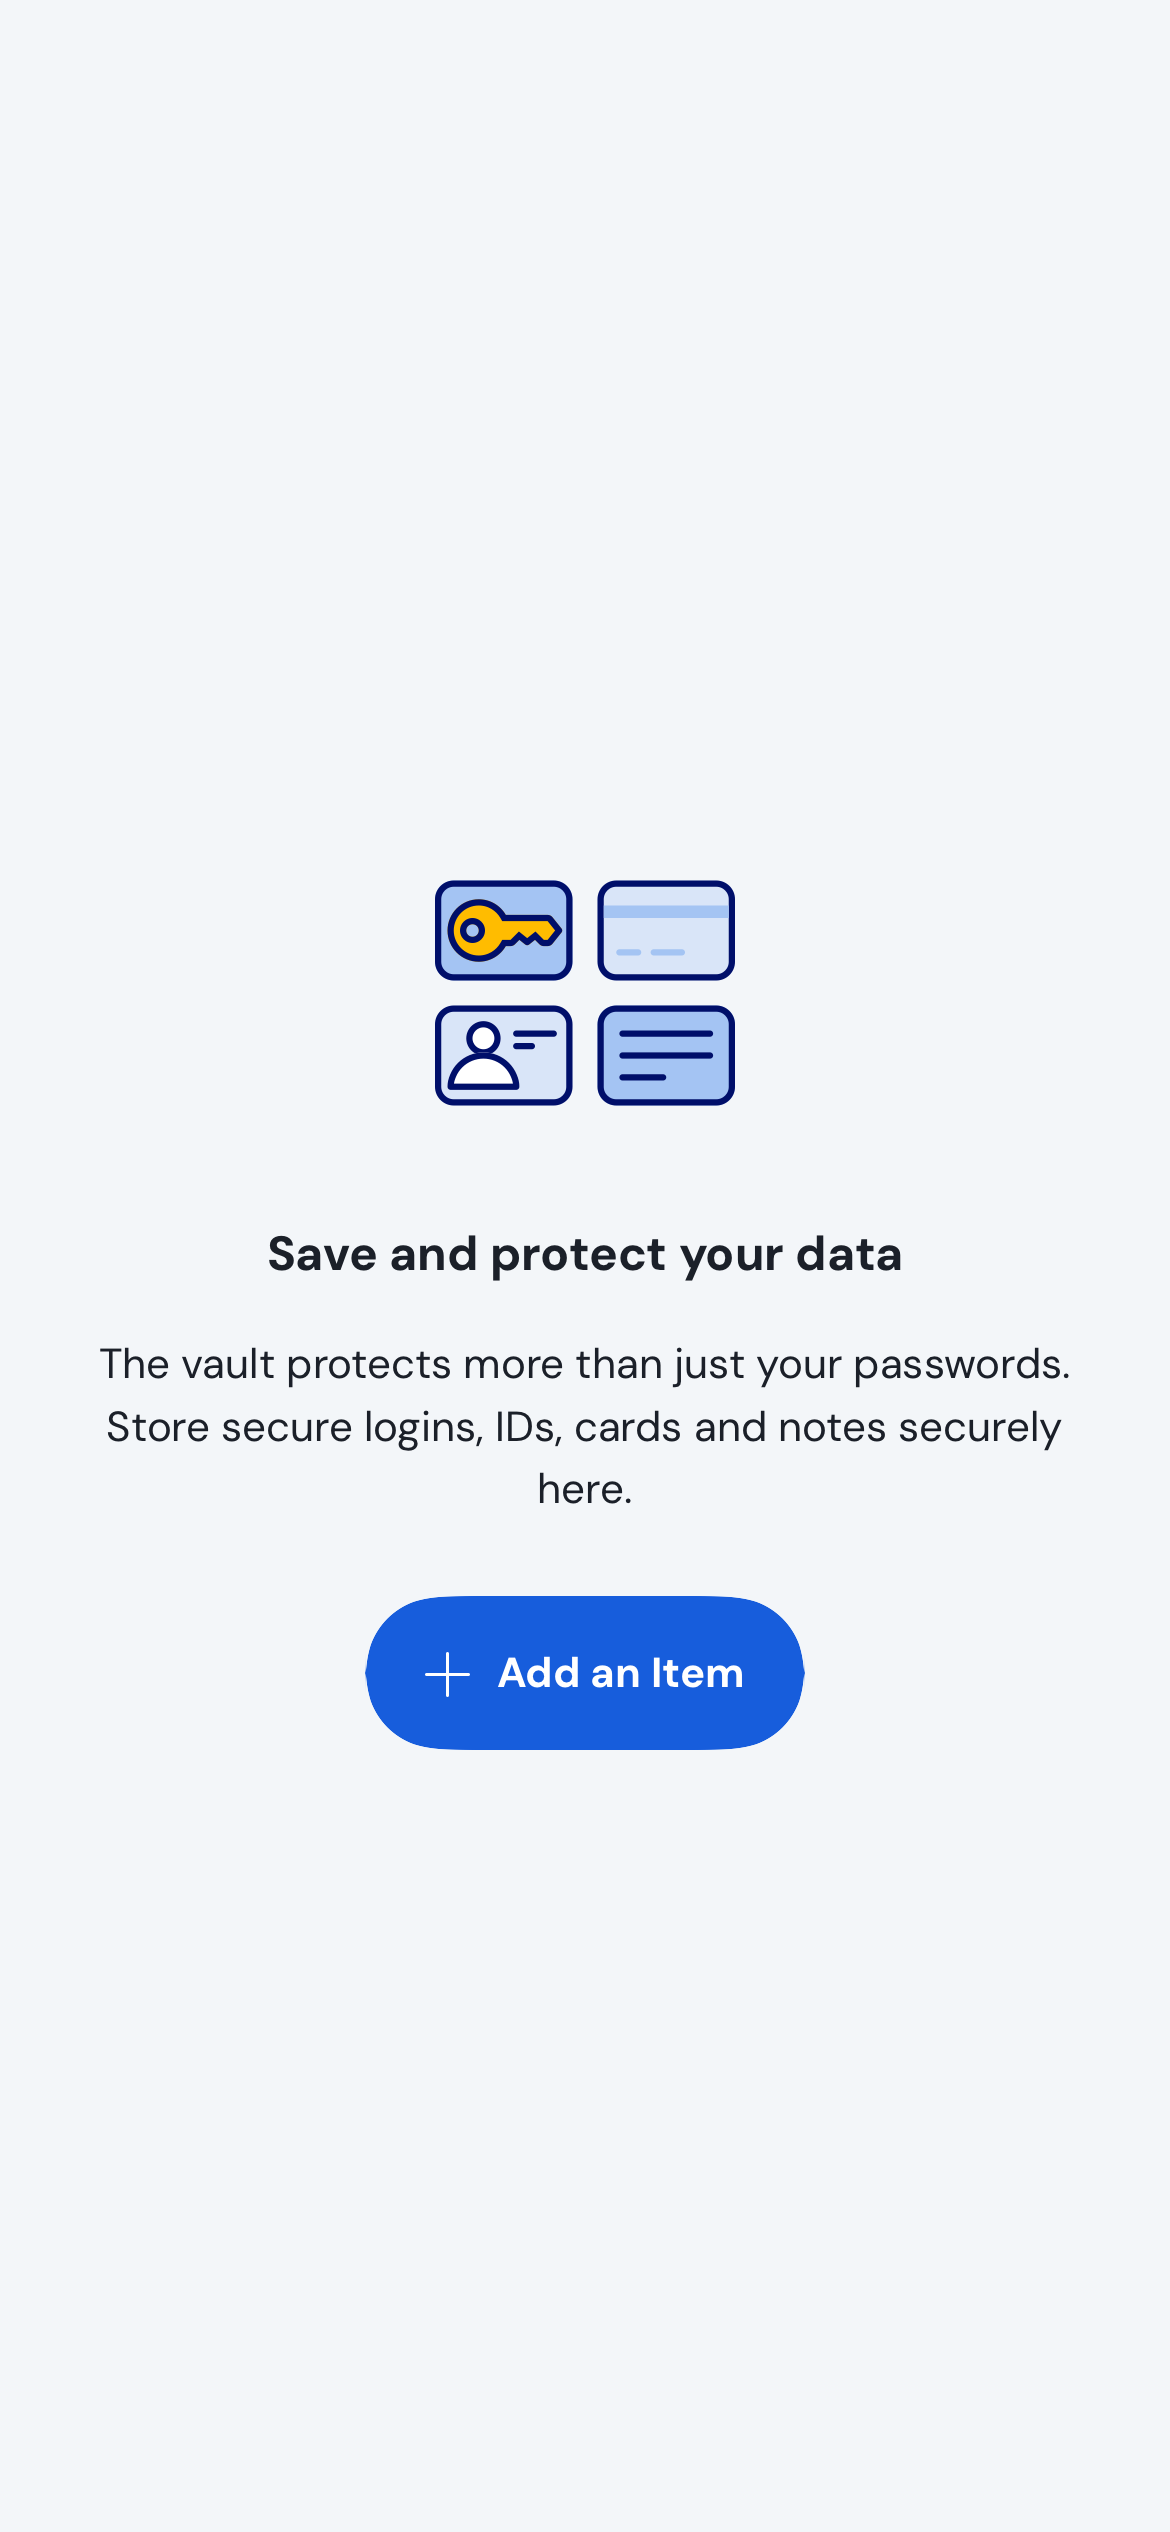 Save and protect your data
The vault protects more than just your passwords.
Store secure logins, IDs, cards and notes securely
here.
Add an Item